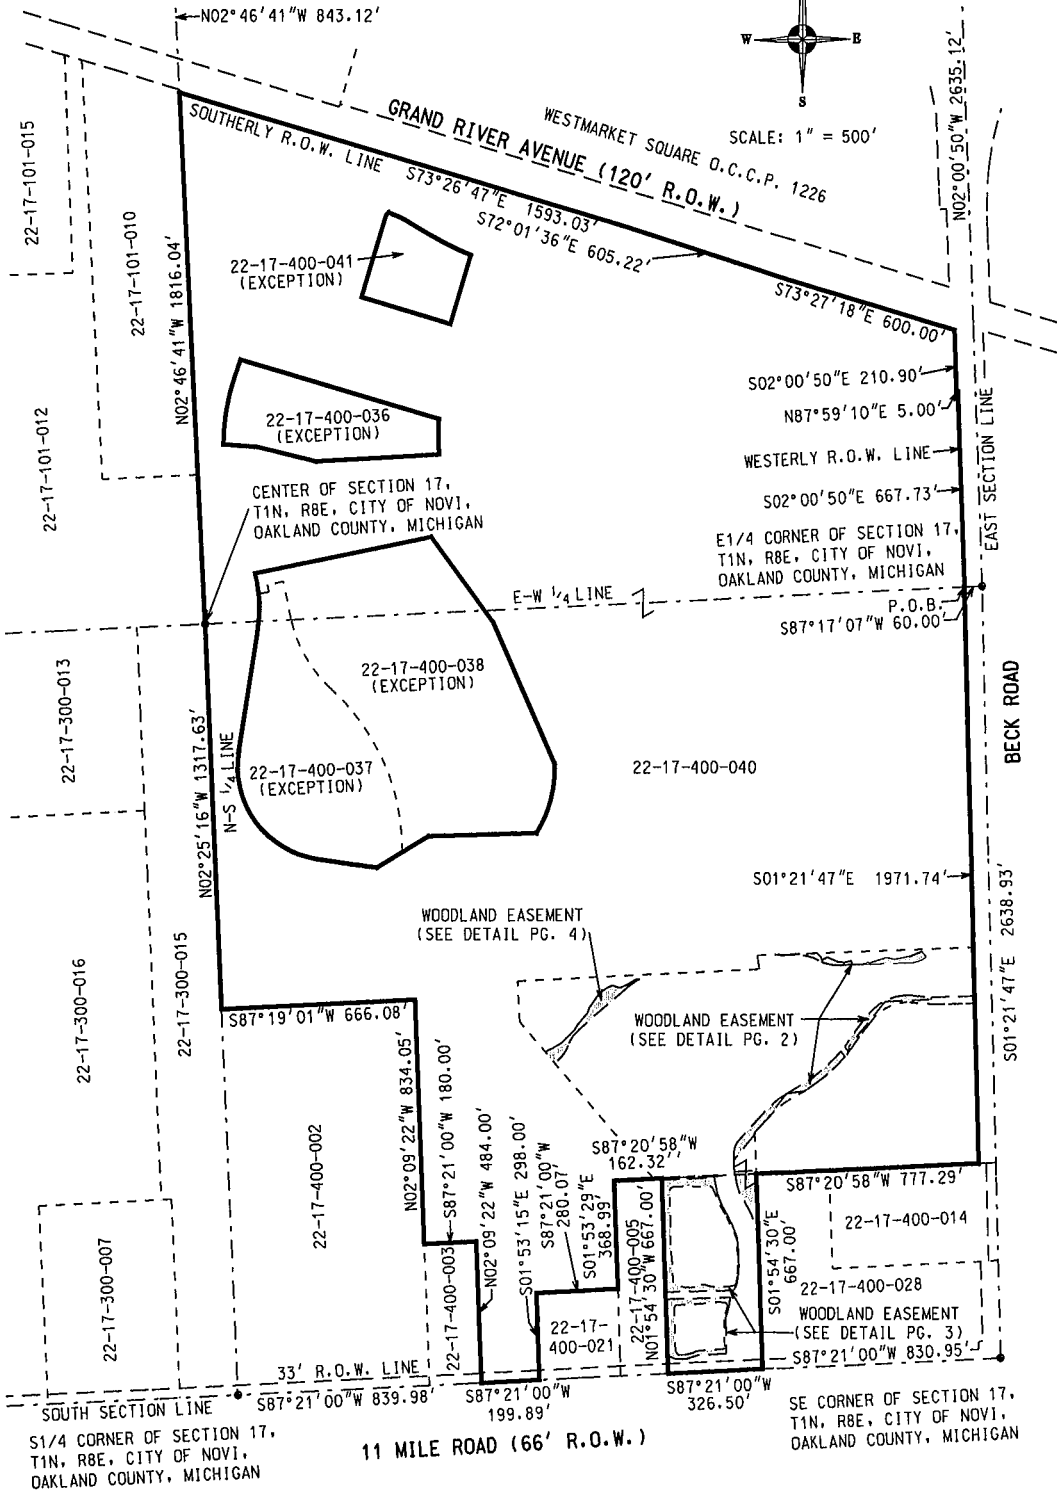 N02°46'41"W 843.12'
W
E
S
SCALE: 1" = 500'
N02°00'50"W 2635.12'
GRAND RIVER AVENUE (120' R.O.W.)
WESTMARKET SQUARE O.C.C.P. 1226
SOUTHERLY R.O.W. LINE
S73°26'47"E 1593.03'
S72°01'36"E 605.22'
S73°27'18"E 600.00'
22-17-101-015
22-17-101-010
N02°46'41"W 1816.04'
22-17-400-041
(EXCEPTION)
S02°00'50"E 210.90'
N87°59'10"E 5.00'
WESTERLY R.O.W. LINE
S02°00'50"E 667.73'
EAST SECTION LINE
22-17-101-012
22-17-400-036
(EXCEPTION)
CENTER OF SECTION 17,
T1N, R8E, CITY OF NOVI,
OAKLAND COUNTY, MICHIGAN
E1/4 CORNER OF SECTION 17,
T1N, R8E, CITY OF NOVI,
OAKLAND COUNTY, MICHIGAN
E-W 1/4 LINE
P.O.B.
S87°17'07"W 60.00'
22-17-300-013
N02°25'16"W 1317.63'
N-S 1/4 LINE
22-17-400-038
(EXCEPTION)
22-17-400-037
(EXCEPTION)
22-17-400-040
BECK ROAD
S01°21'47"E 1971.74'
S01°21'47"E 2638.93'
WOODLAND EASEMENT
(SEE DETAIL PG. 4)
22-17-300-016
22-17-300-015
S87°19'01"W 666.08'
WOODLAND EASEMENT
(SEE DETAIL PG. 2)
N02°09'22"W 834.05'
S87°21'00"W 180.00'
22-17-400-002
N02°09'22"W 484.00'
S01°53'15"E 298.00'
S87°21'00"W
280.07'
S01°53'29"E
368.99'
S87°20'58"W
162.32'
S87°20'58"W 777.29'
22-17-300-007
22-17-400-003
22-17-400-005
N01°54'30"W 667.00'
S01°54'30"E
667.00'
22-17-400-014
22-17-400-028
22-17-
400-021
WOODLAND EASEMENT
(SEE DETAIL PG. 3)
S87°21'00"W 830.95'
33' R.O.W. LINE
SOUTH SECTION LINE
S87°21'00"W 839.98'
S87°21'00"W
199.89'
S87°21'00"W
326.50'
S1/4 CORNER OF SECTION 17,
T1N, R8E, CITY OF NOVI,
OAKLAND COUNTY, MICHIGAN
11 MILE ROAD (66' R.O.W.)
SE CORNER OF SECTION 17,
T1N, R8E, CITY OF NOVI,
OAKLAND COUNTY, MICHIGAN